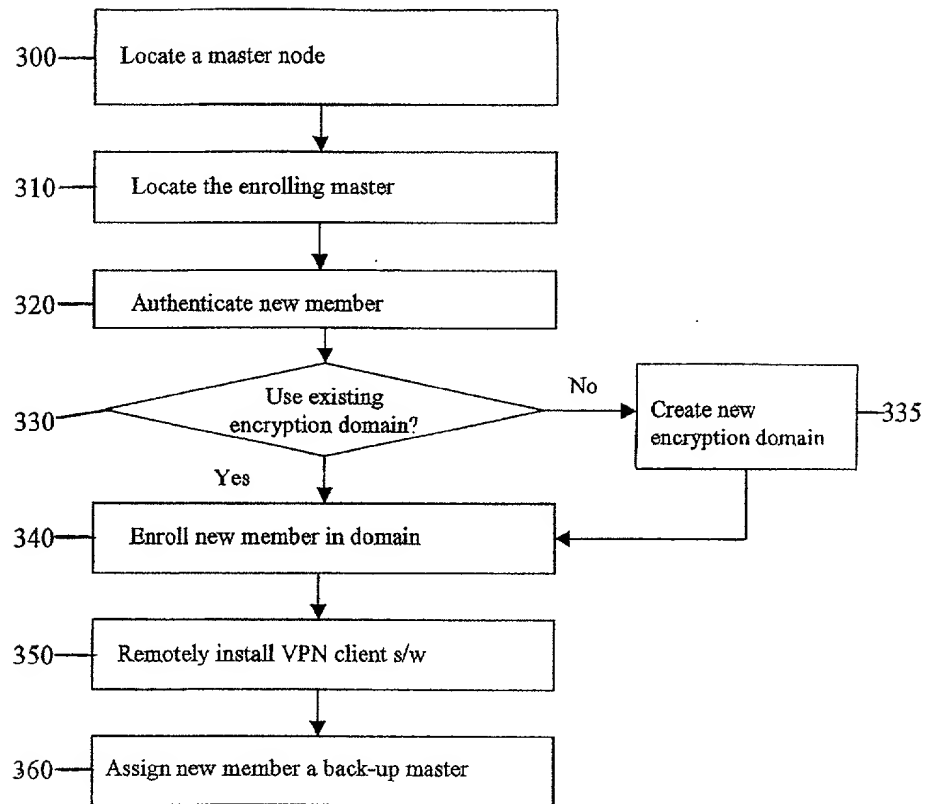 300
Locate a master node
310
Locate the enrolling master
320
Authenticate new member
330
Use existing
encryption domain?
No
Create new
encryption domain
335
Yes
340
Enroll new member in domain
350
Remotely install VPN client s/w
360
Assign new member a back-up master